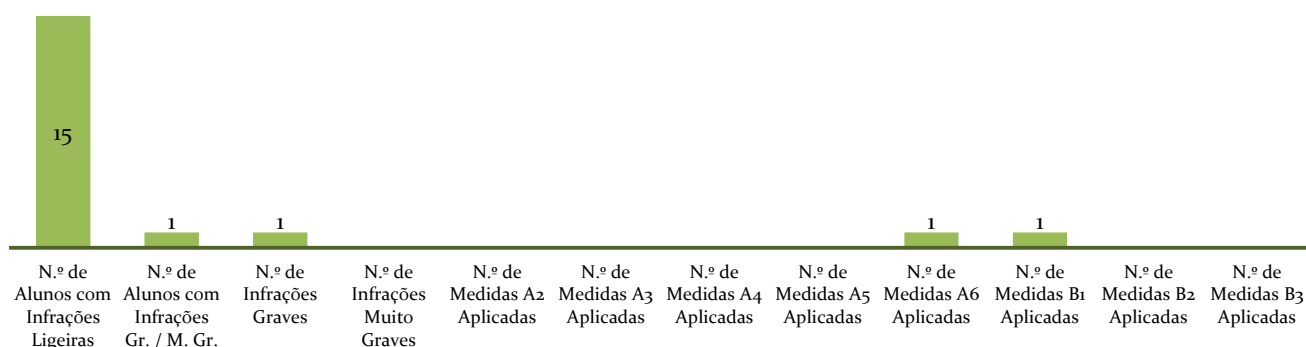 15
1
1
1
1
N.º de Alunos com Infrações Ligeiras
N.º de Alunos com Infrações Gr. / M. Gr.
N.º de Infrações Graves
N.º de Infrações Muito Graves
N.º de Medidas A2 Aplicadas
N.º de Medidas A3 Aplicadas
N.º de Medidas A4 Aplicadas
N.º de Medidas A5 Aplicadas
N.º de Medidas A6 Aplicadas
N.º de Medidas B1 Aplicadas
N.º de Medidas B2 Aplicadas
N.º de Medidas B3 Aplicadas